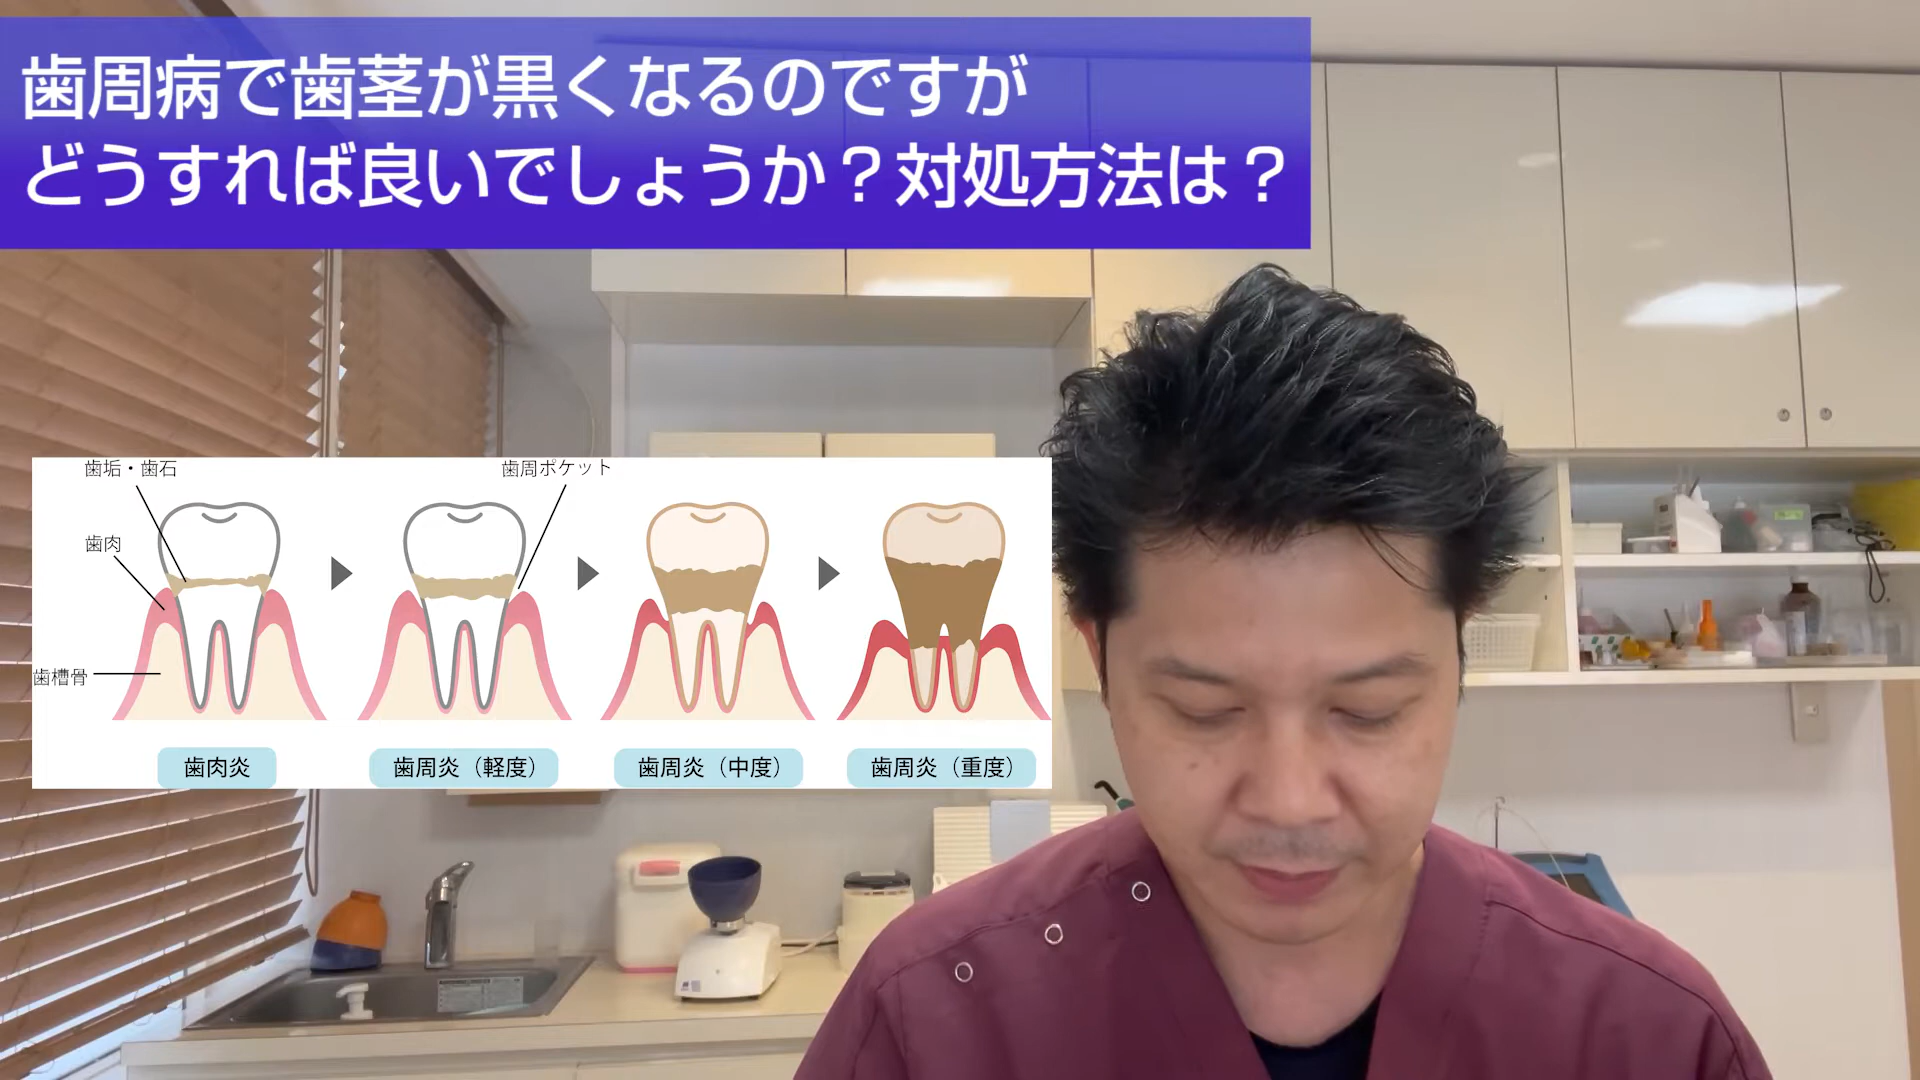 歯周病で歯茎が黒くなるのですが
どうすれば良いでしょうか？対処方法は？
歯垢・歯石
歯周ポケット
歯肉
歯槽骨
歯肉炎
歯周炎（軽度）
歯周炎（中度）
歯周炎（重度）